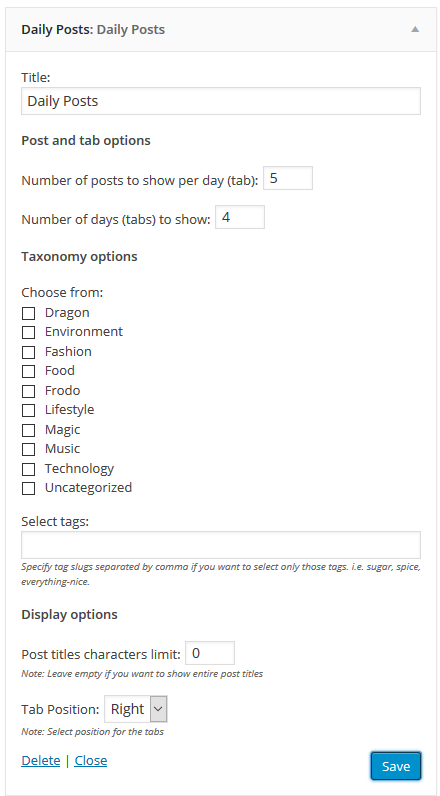 Daily Posts: Daily Posts
Title:
Daily Posts
Post and tab options
Number of posts to show per day (tab): 5
Number of days (tabs) to show: 4
Taxonomy options
Choose from:
Dragon
Environment
Fashion
Food
Frodo
Lifestyle
Magic
Music
Technology
Uncategorized
Select tags:
Specify tag slugs separated by comma if you want to select only those tags. i.e. sugar, spice,
everything-nice.
Display options
Post titles characters limit: 0
Note: Leave empty if you want to show entire post titles
Tab Position: Right
Note: Select position for the tabs
Delete | Close
Save